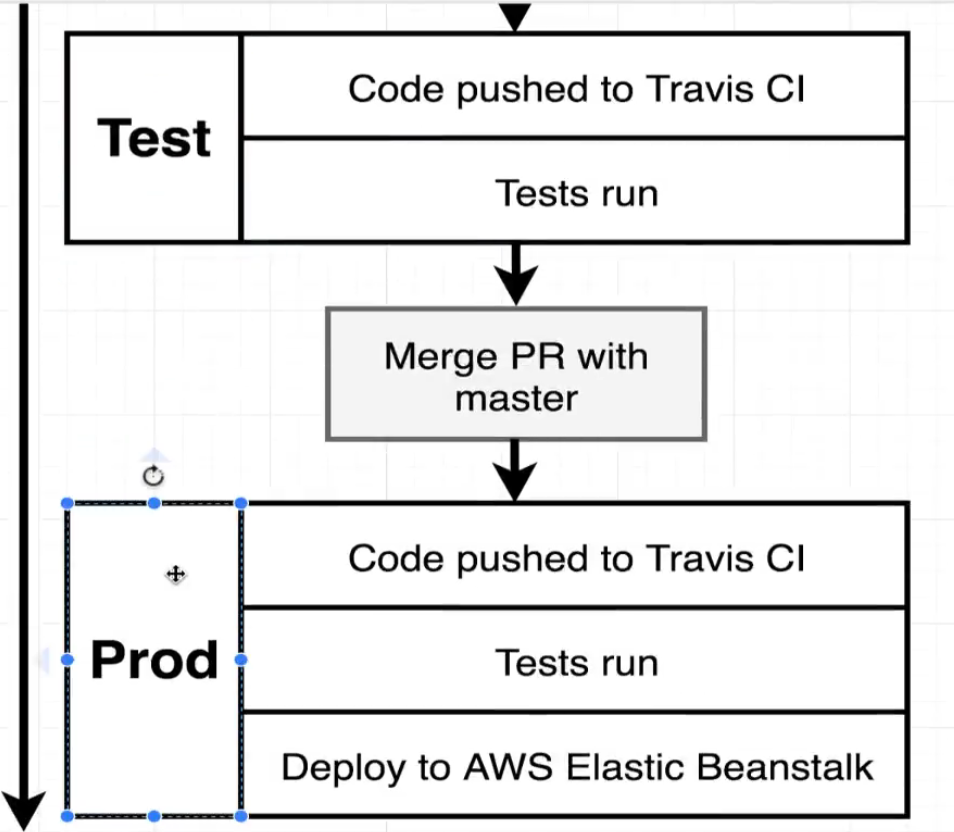 Test
Code pushed to Travis CI
Tests run
Merge PR with
master
Prod
Code pushed to Travis CI
Tests run
Deploy to AWS Elastic Beanstalk